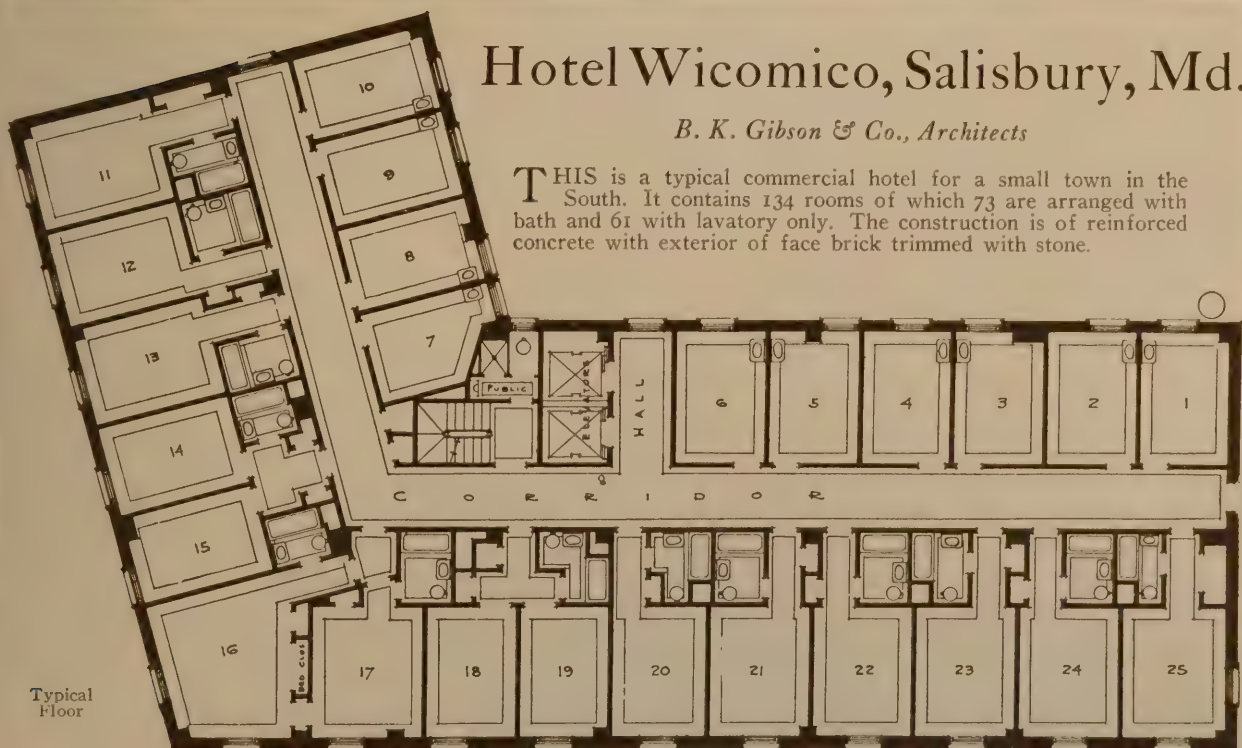 Hotel Wicomico, Salisbury, Md.
B. K. Gibson & Co., Architects
THIS is a typical commercial hotel for a small town in the
South. It contains 134 rooms of which 73 are arranged with
bath and 61 with lavatory only. The construction is of reinforced
concrete with exterior of face brick trimmed with stone.
10
11
9
12
8
13
7
PUBLIC
ELEVATORS
HALL
6
5
4
3
2
1
14
CORRIDOR
15
16
BED CLOS
17
18
19
20
21
22
23
24
25
Typical
Floor